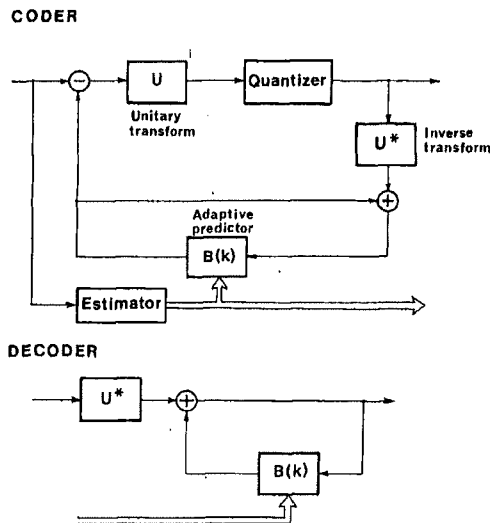 CODER
U
Quantizer
Unitary
transform
U*
Inverse
transform
Adaptive
predictor
B(k)
Estimator
DECODER
U*
B(k)